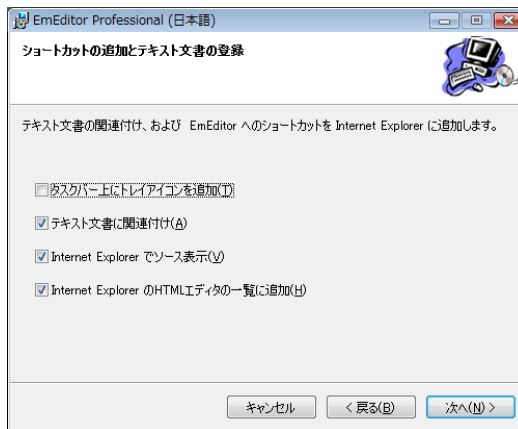 EmEditor Professional (日本語)
ショートカットの追加とテキスト文書の登録
テキスト文書の関連付け、および EmEditor へのショートカットを Internet Explorer に追加します。
タスクバー上にトレイアイコンを追加(T)
テキスト文書に関連付け(A)
Internet Explorer でソース表示(V)
Internet Explorer のHTMLエディタの一覧に追加(H)
キャンセル
< 戻る(B)
次へ(N) >